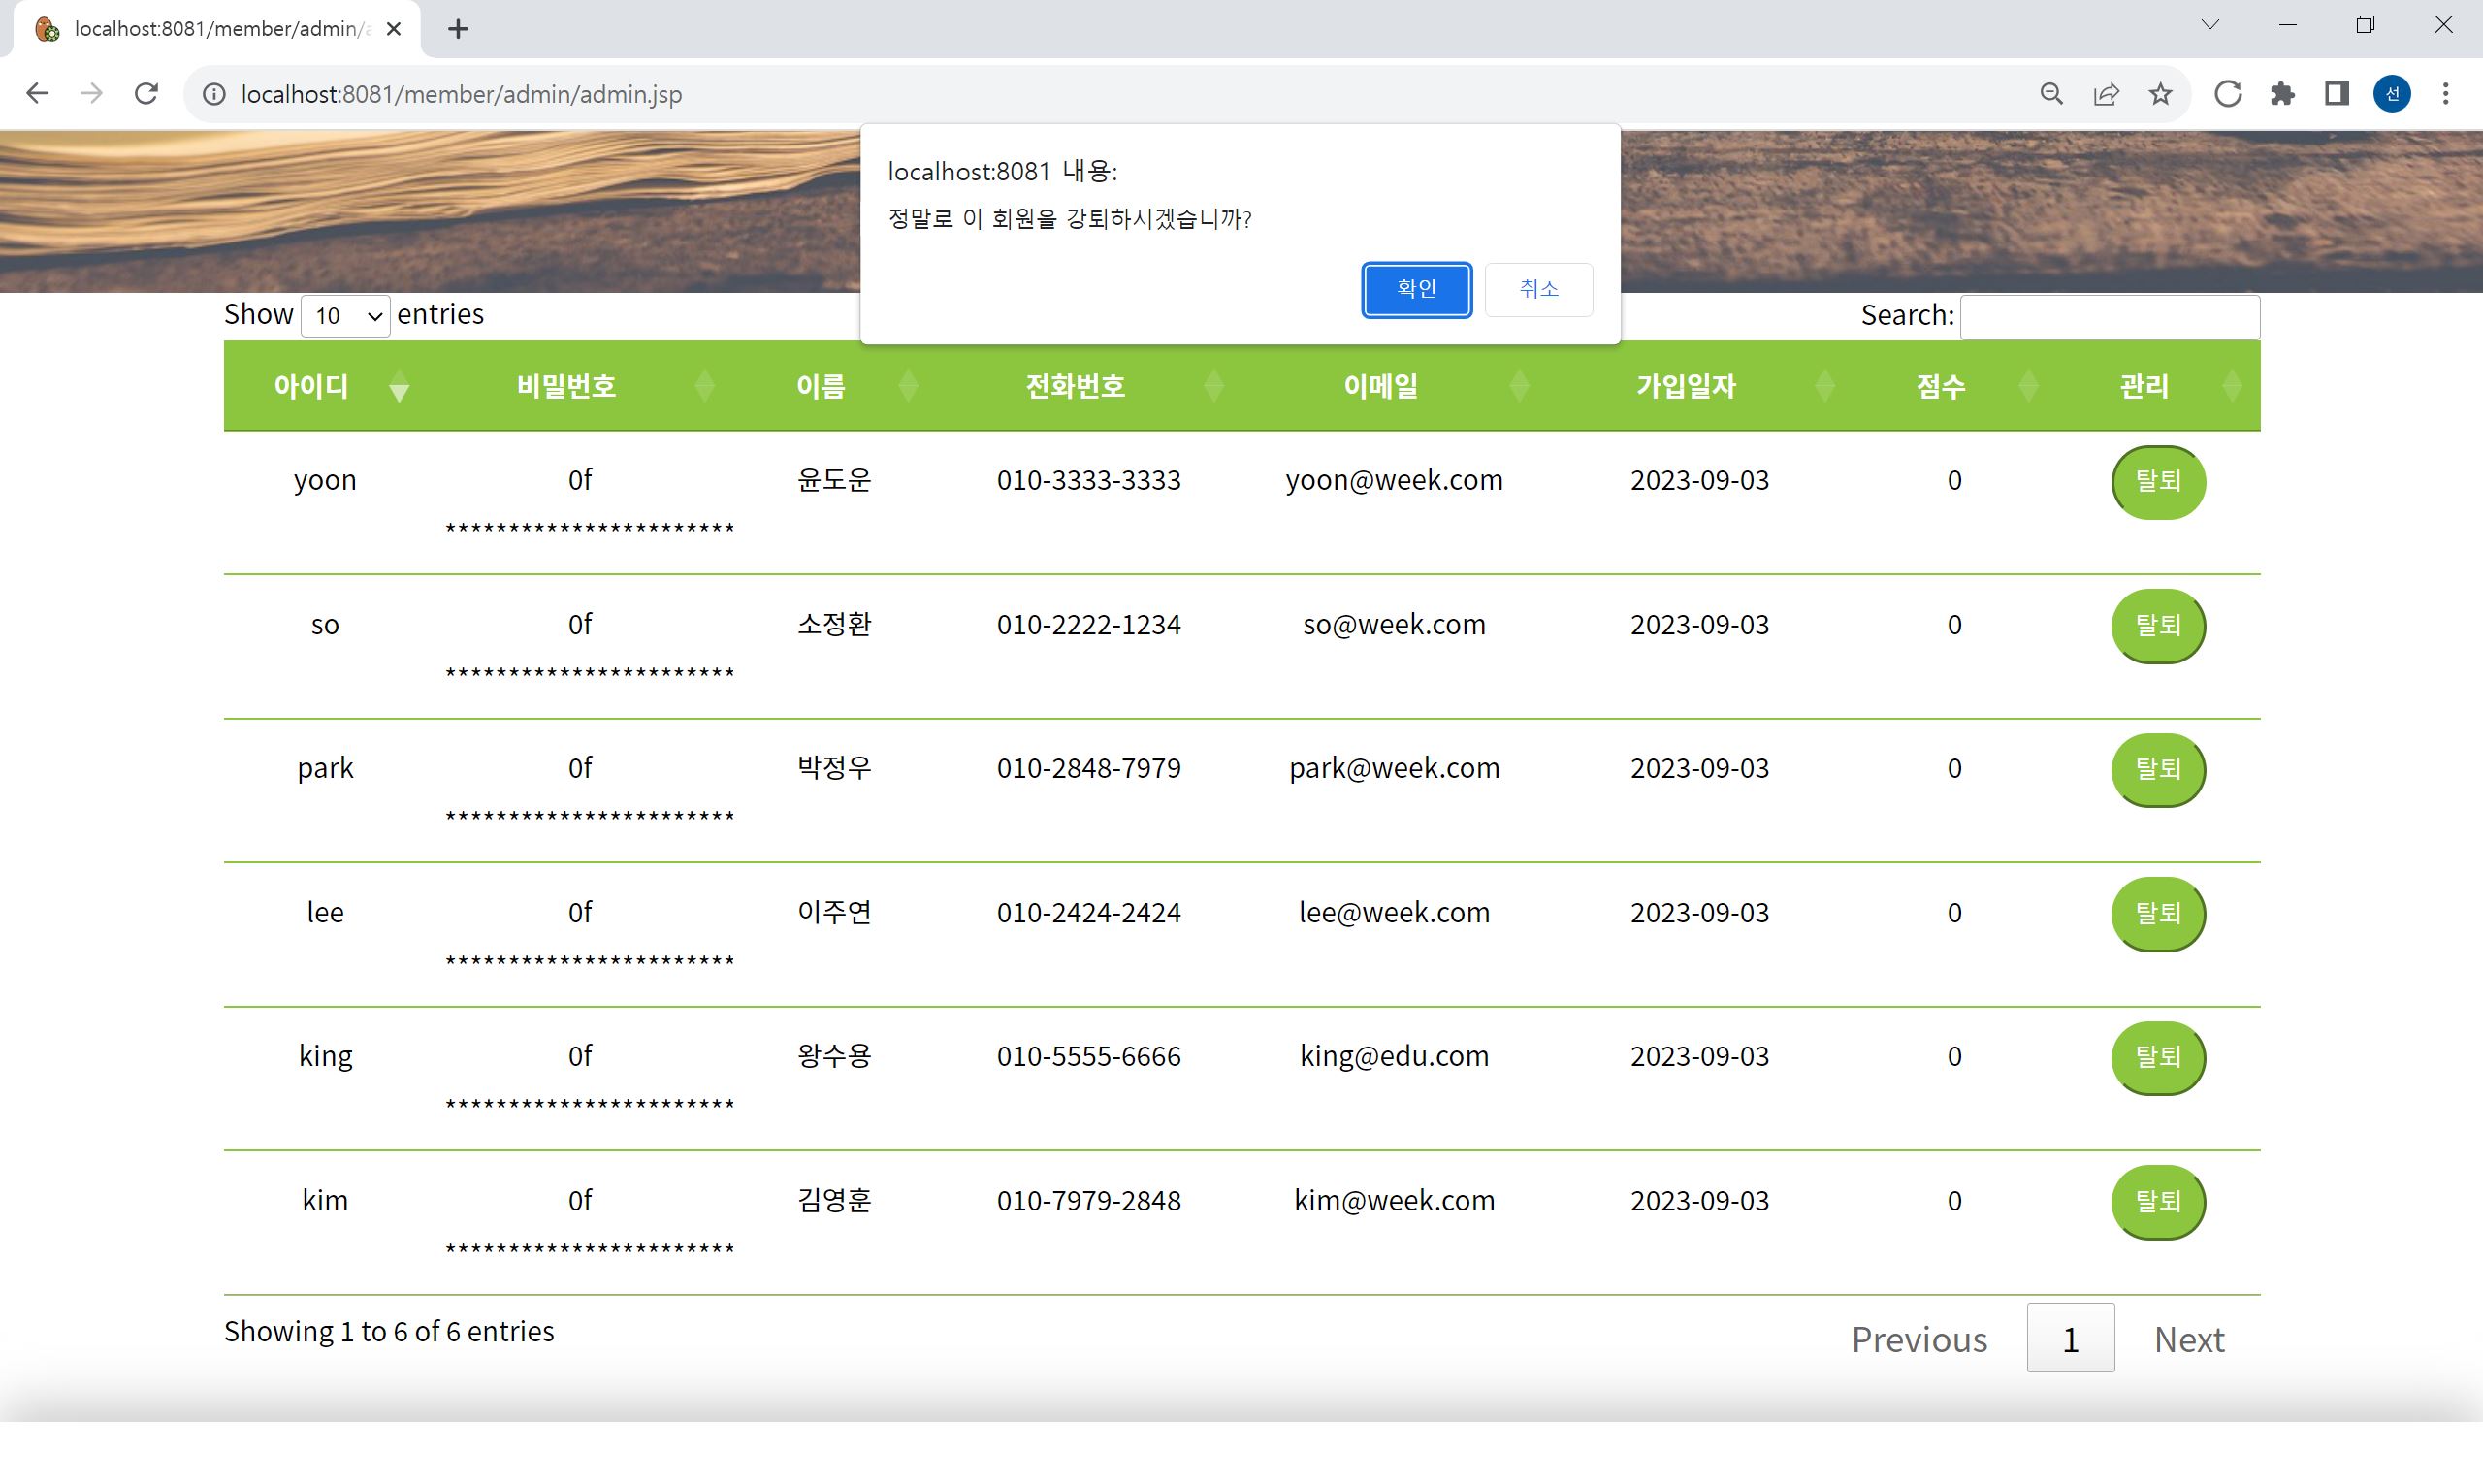 localhost:8081/member/admin/
localhost:8081/member/admin/admin.jsp
선
localhost:8081 내용:
정말로 이 회원을 강퇴하시겠습니까?
확인 취소
Show 10 entries Search:
아이디 비밀번호 이름 전화번호 이메일 가입일자 점수 관리
yoon 0f 윤도운 010-3333-3333 yoon@week.com 2023-09-03 0 탈퇴
***********************
so 0f 소정환 010-2222-1234 so@week.com 2023-09-03 0 탈퇴
***********************
park 0f 박정우 010-2848-7979 park@week.com 2023-09-03 0 탈퇴
***********************
lee 0f 이주연 010-2424-2424 lee@week.com 2023-09-03 0 탈퇴
***********************
king 0f 왕수용 010-5555-6666 king@edu.com 2023-09-03 0 탈퇴
***********************
kim 0f 김영훈 010-7979-2848 kim@week.com 2023-09-03 0 탈퇴
***********************
Showing 1 to 6 of 6 entries Previous 1 Next